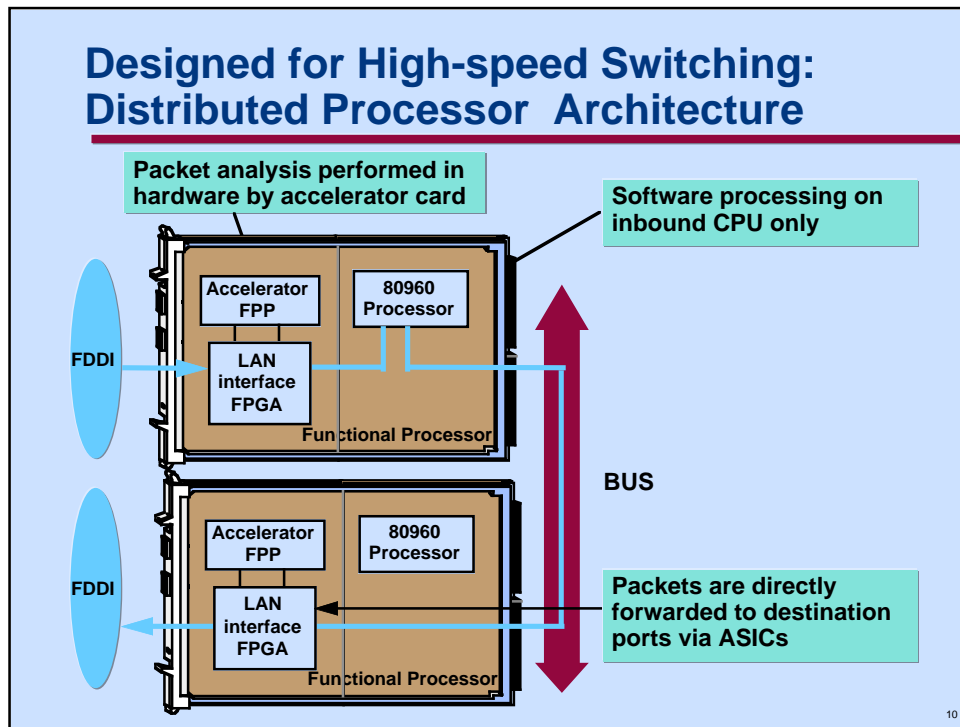 Designed for High-speed Switching:
Distributed Processor Architecture
Packet analysis performed in
hardware by accelerator card
Software processing on
inbound CPU only
FDDI
Accelerator
FPP
80960
Processor
LAN
interface
FPGA
Functional Processor
BUS
FDDI
Accelerator
FPP
80960
Processor
LAN
interface
FPGA
Functional Processor
Packets are directly
forwarded to destination
ports via ASICs
10